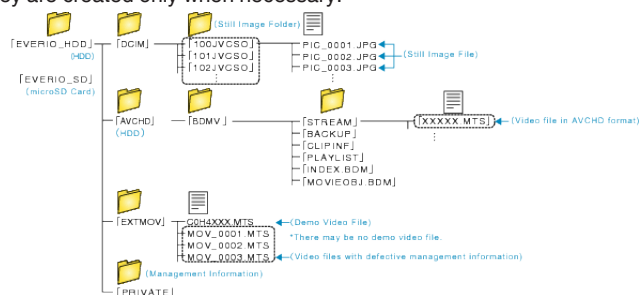 ey are created only when necessary.
(Still Image Folder)
「EVERIO_HDD」
(HDD)
「DCIM」
「100JVCSO」
「101JVCSO」
「102JVCSO」
⋮
PIC_0001.JPG
PIC_0002.JPG
PIC_0003.JPG
⋮
(Still Image File)
「EVERIO_SD」
(microSD Card)
「AVCHD」
(HDD)
「BDMV」
「STREAM」
「BACKUP」
「CLIPINF」
「PLAYLIST」
「INDEX.BDM」
「MOVIEOBJ.BDM」
「XXXXX.MTS」
(Video file in AVCHD format)
「EXTMOV」
C0H4XXX.MTS
(Demo Video File)
MOV_0001.MTS
*There may be no demo video file.
MOV_0002.MTS
MOV_0003.MTS
(Video files with defective management information)
(Management Information)
「PRIVATE」